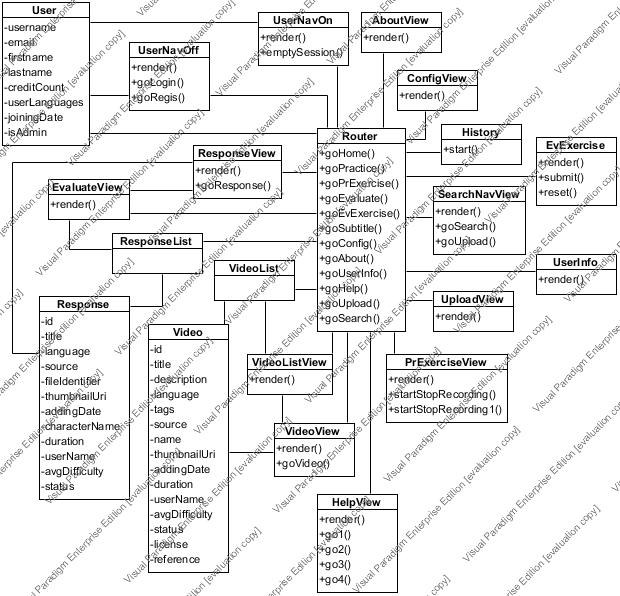 User
-username
-email
-firstname
-lastname
-creditCount
-userLanguages
-joiningDate
-isAdmin
UserNavOff
+render()
+goLogin()
+goRegis()
UserNavOn
+render()
+emptySession()
AboutView
+render()
ConfigView
+render()
History
+start()
EvExercise
+render()
+submit()
+reset()
Router
+goHome()
+goPractice()
+goPrExercise()
+goEvaluate()
+goEvExercise()
+goSubtitle()
+goConfig()
+goAbout()
+goUserInfo()
+goHelp()
+goUpload()
+goSearch()
ResponseView
+render()
+goResponse()
EvaluateView
+render()
SearchNavView
+render()
+goSearch()
+goUpload()
ResponseList
VideoList
UserInfo
+render()
UploadView
+render()
Response
-id
-title
-language
-source
-fileIdentifier
-thumbnailUri
-addingDate
-characterName
-duration
-userName
-avgDifficulty
-status
Video
-id
-title
-description
-language
-tags
-source
-name
-thumbnailUri
-addingDate
-duration
-userName
-avgDifficulty
-status
-license
-reference
VideoListView
+render()
PrExerciseView
+render()
+startStopRecording()
+startStopRecording1()
VideoView
+render()
+goVideo()
HelpView
+render()
+go1()
+go2()
+go3()
+go4()
Visual Paradigm Enterprise Edition [evaluation copy]